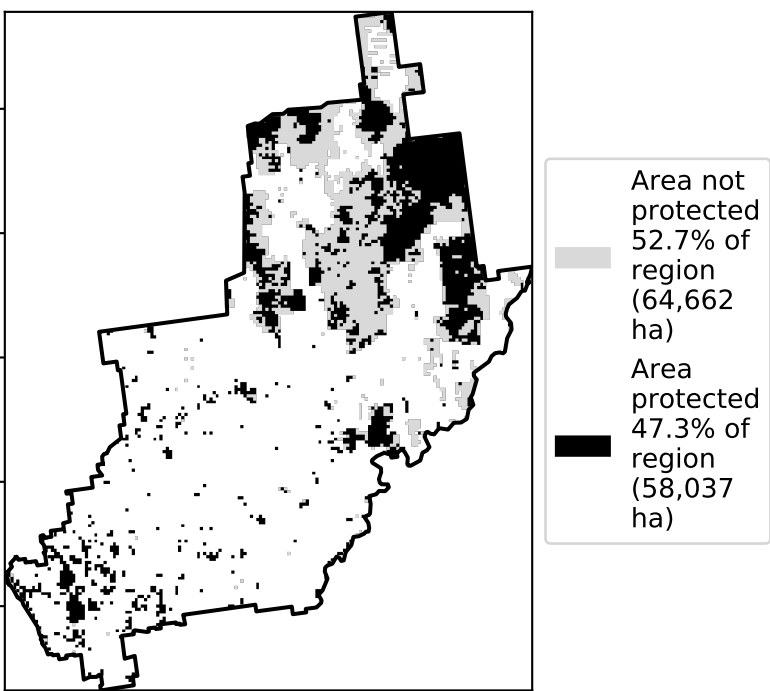 Area not
protected
52.7% of
region
(64,662
ha)
Area
protected
47.3% of
region
(58,037
ha)